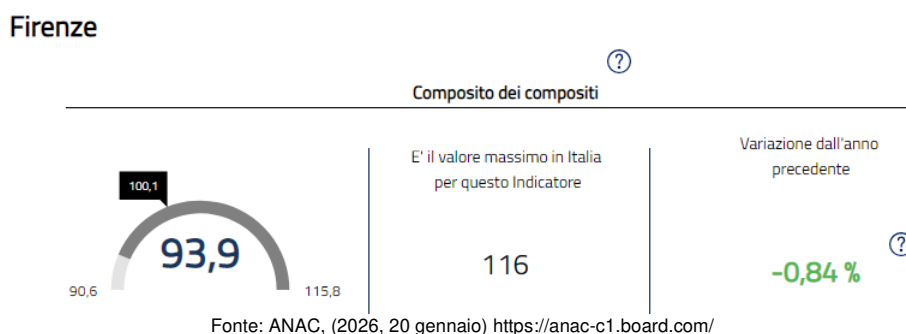 Firenze
Composito dei compositi
?
100,1
93,9
90,6
115,8
E' il valore massimo in Italia
per questo Indicatore
116
Variazione dall'anno
precedente
?
-0,84 %
Fonte: ANAC, (2026, 20 gennaio) https://anac-c1.board.com/